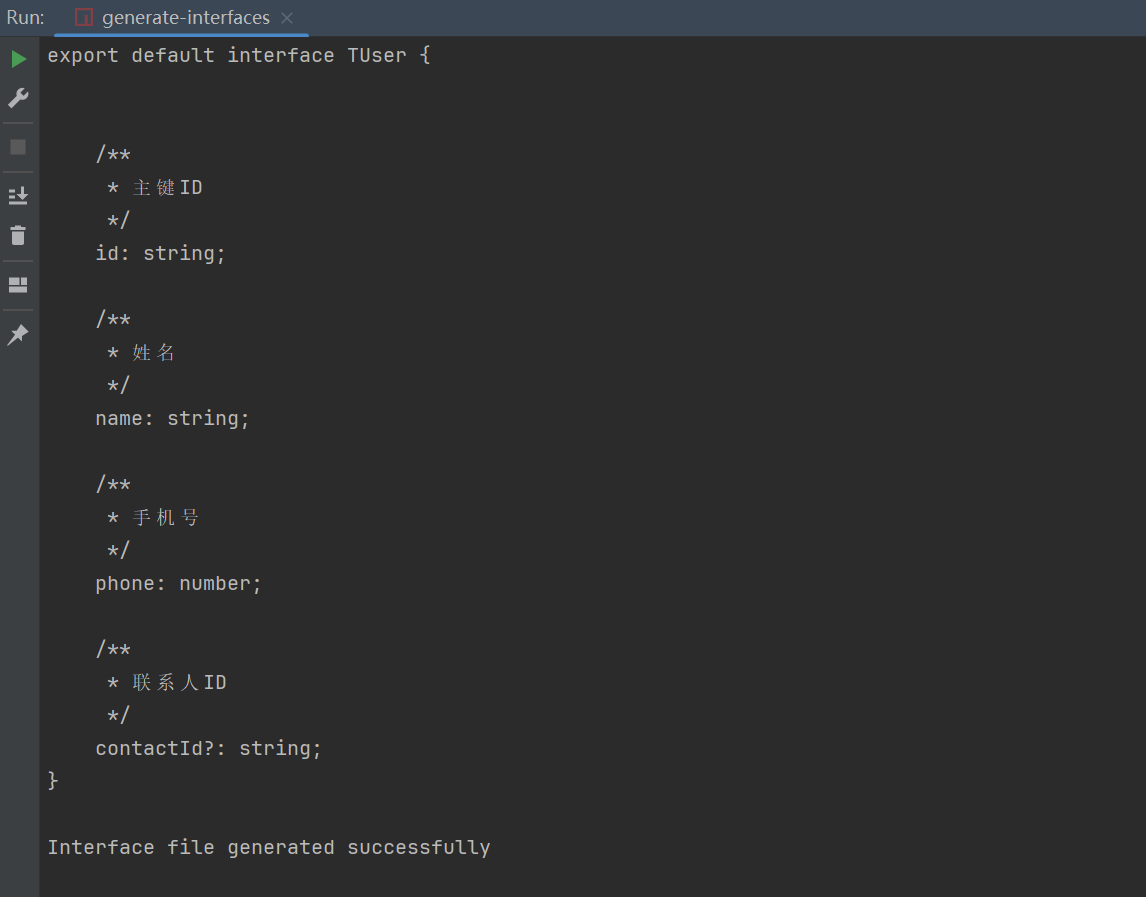 Run: generate-interfaces
export default interface TUser {
/**
* 主键ID
*/
id: string;
/**
* 姓名
*/
name: string;
/**
* 手机号
*/
phone: number;
/**
* 联系人ID
*/
contactId?: string;
}
Interface file generated successfully